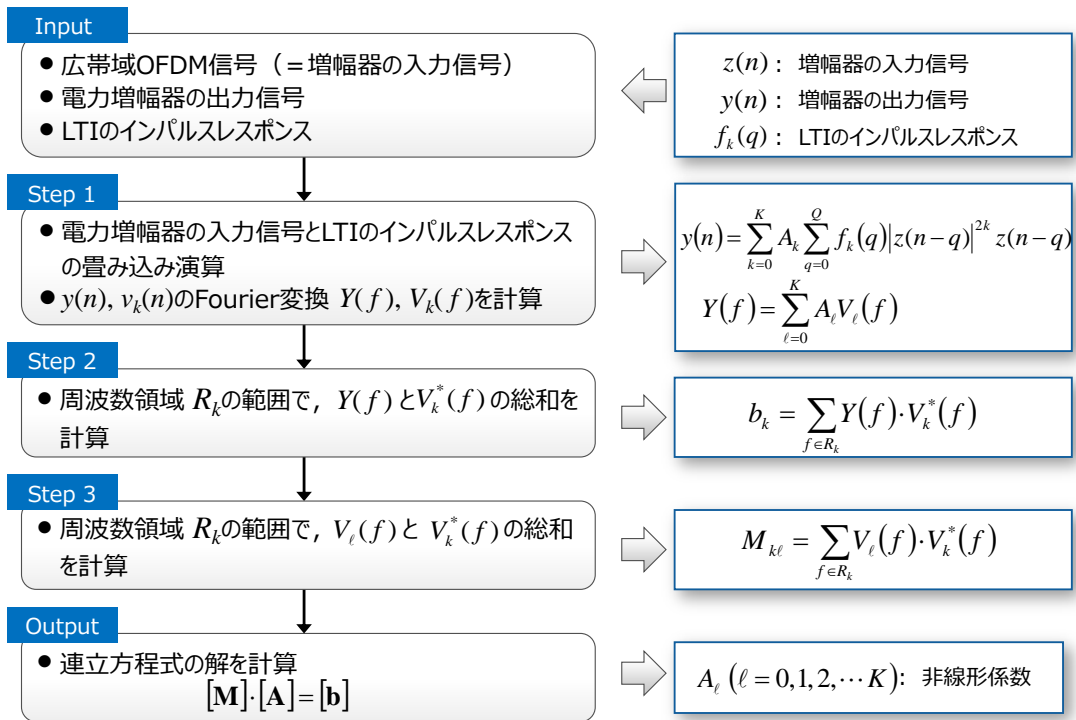 Input
● 広帯域OFDM信号（＝増幅器の入力信号）
● 電力増幅器の出力信号
● LTIのインパルスレスポンス
z(n)： 増幅器の入力信号
y(n)： 増幅器の出力信号
f_k(q)： LTIのインパルスレスポンス
Step 1
● 電力増幅器の入力信号とLTIのインパルスレスポンス
の畳み込み演算
● y(n), v_k(n)のFourier変換 Y(f), V_k(f)を計算
y(n)=∑_{k=0}^{K} A_k ∑_{q=0}^{Q} f_k(q)|z(n−q)|^{2k} z(n−q)
Y(f)=∑_{ℓ=0}^{K} A_ℓ V_ℓ(f)
Step 2
● 周波数領域 R_kの範囲で, Y(f) とV_k^*(f) の総和を
計算
b_k = ∑_{f∈R_k} Y(f)·V_k^*(f)
Step 3
● 周波数領域 R_kの範囲で, V_ℓ(f)と V_k^*(f) の総和
を計算
M_{kℓ} = ∑_{f∈R_k} V_ℓ(f)·V_k^*(f)
Output
● 連立方程式の解を計算
[M]·[A]=[b]
A_ℓ (ℓ = 0,1,2,⋯K): 非線形係数